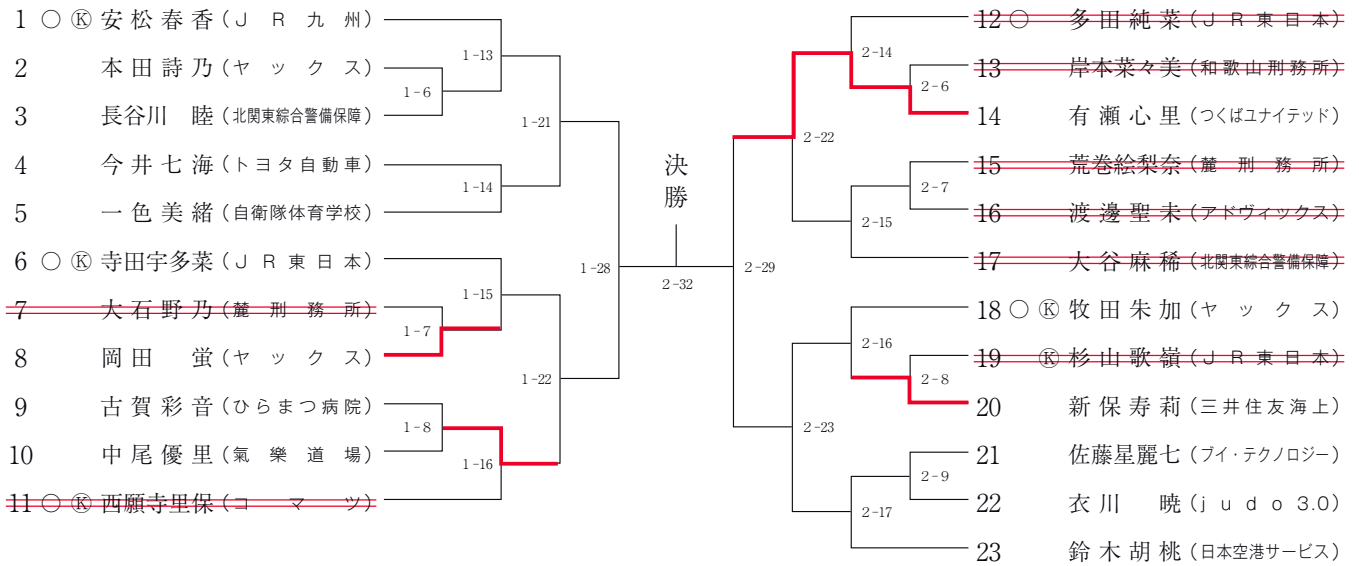 1 ○ Ⓚ 安松春香 (ＪＲ九州)
2 本田詩乃 (ヤックス)
3 長谷川　睦 (北関東綜合警備保障)
4 今井七海 (トヨタ自動車)
5 一色美緒 (自衛隊体育学校)
6 ○ Ⓚ 寺田宇多菜 (ＪＲ東日本)
7 大石野乃 (麓刑務所)
8 岡田　蛍 (ヤックス)
9 古賀彩音 (ひらまつ病院)
10 中尾優里 (氣樂道場)
11 ○ Ⓚ 西願寺里保 (コマツ)
1-13
1-6
1-21
1-14
1-28
1-15
1-7
1-22
1-8
1-16
決勝
2-32
2-14
2-6
2-22
2-7
2-15
2-29
2-16
2-8
2-23
2-9
2-17
12 ○ 多田純菜 (ＪＲ東日本)
13 岸本菜々美 (和歌山刑務所)
14 有瀬心里 (つくばユナイテッド)
15 荒巻絵梨奈 (麓刑務所)
16 渡邊聖未 (アドヴィックス)
17 大谷麻稀 (北関東綜合警備保障)
18 ○ Ⓚ 牧田朱加 (ヤックス)
19 Ⓚ 杉山歌嶺 (ＪＲ東日本)
20 新保寿莉 (三井住友海上)
21 佐藤星麗七 (ブイ・テクノロジー)
22 衣川　暁 (judo 3.0)
23 鈴木胡桃 (日本空港サービス)